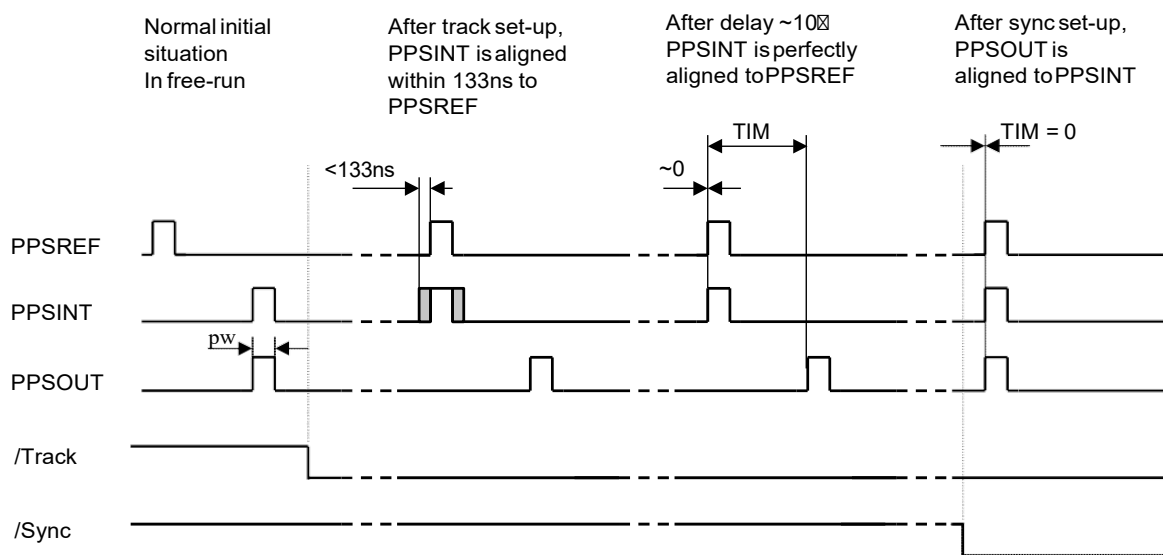 Normal initial
situation
In free-run
After track set-up,
PPSINT is aligned
within 133ns to
PPSREF
After delay ~10
PPSINT is perfectly
aligned to PPSREF
After sync set-up,
PPSOUT is
aligned to PPSINT
TIM
TIM = 0
<133ns
~0
PPSREF
PPSINT
pw
PPSOUT
/Track
/Sync